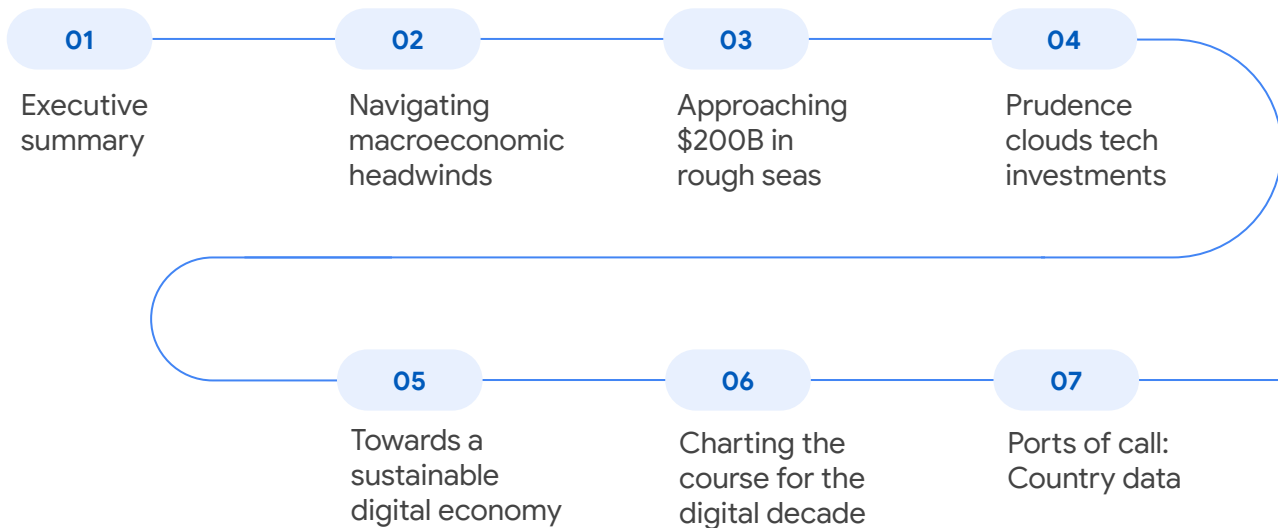 01
Executive
summary
02
Navigating
macroeconomic
headwinds
03
Approaching
$200B in
rough seas
04
Prudence
clouds tech
investments
05
Towards a
sustainable
digital economy
06
Charting the
course for the
digital decade
07
Ports of call:
Country data